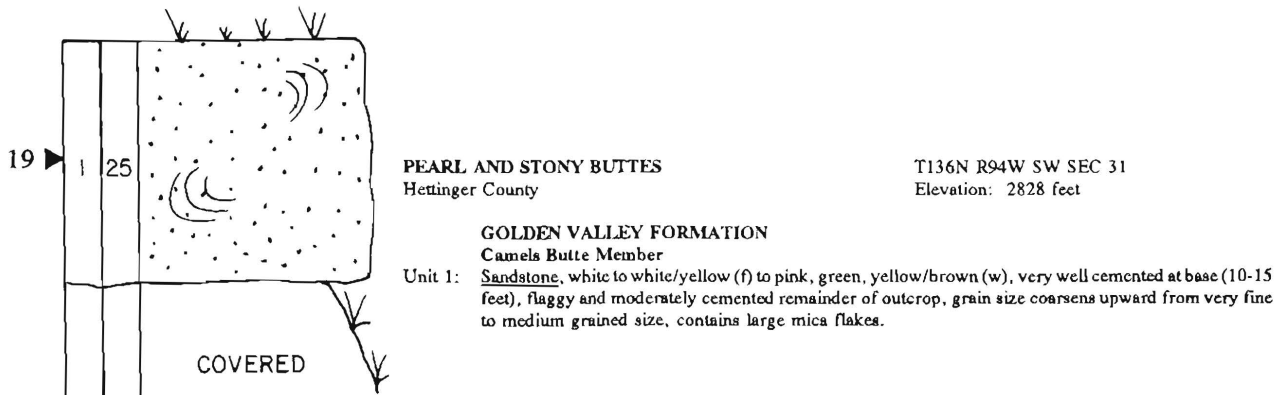 19 1 25
PEARL AND STONY BUTTES
Hettinger County
T136N R94W SW SEC 31
Elevation: 2828 feet
GOLDEN VALLEY FORMATION
Camels Butte Member
Unit 1: Sandstone, white to white/yellow (f) to pink, green, yellow/brown (w), very well cemented at base (10-15
feet), flaggy and moderately cemented remainder of outcrop, grain size coarsens upward from very fine
to medium grained size, contains large mica flakes.
COVERED